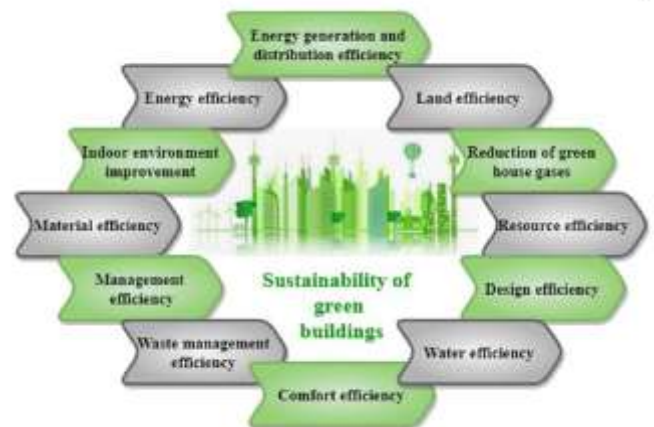 Energy generation and
distribution efficiency
Energy efficiency
Land efficiency
Indoor environment
improvement
Reduction of green
house gases
Material efficiency
Resource efficiency
Management
efficiency
Sustainability of
green
buildings
Design efficiency
Waste management
efficiency
Water efficiency
Comfort efficiency